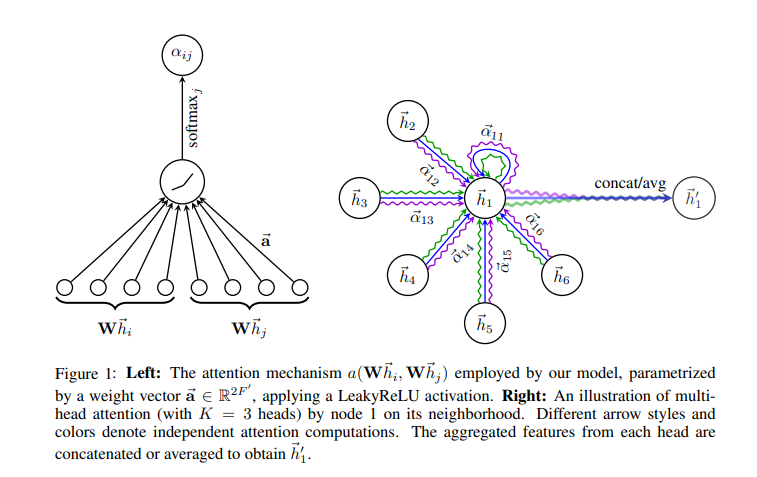 α_ij
softmax_j
a⃗
Wh⃗_i
Wh⃗_j
h⃗_2
α⃗_11
α⃗_12
h⃗_3
h⃗_1
concat/avg
h⃗′_1
α⃗_13
α⃗_16
α⃗_14
α⃗_15
h⃗_4
h⃗_6
h⃗_5
Figure 1: Left: The attention mechanism a(Wh⃗_i, Wh⃗_j) employed by our model, parametrized
by a weight vector a⃗ ∈ ℝ^2F′, applying a LeakyReLU activation. Right: An illustration of multi-
head attention (with K = 3 heads) by node 1 on its neighborhood. Different arrow styles and
colors denote independent attention computations. The aggregated features from each head are
concatenated or averaged to obtain h⃗′_1.